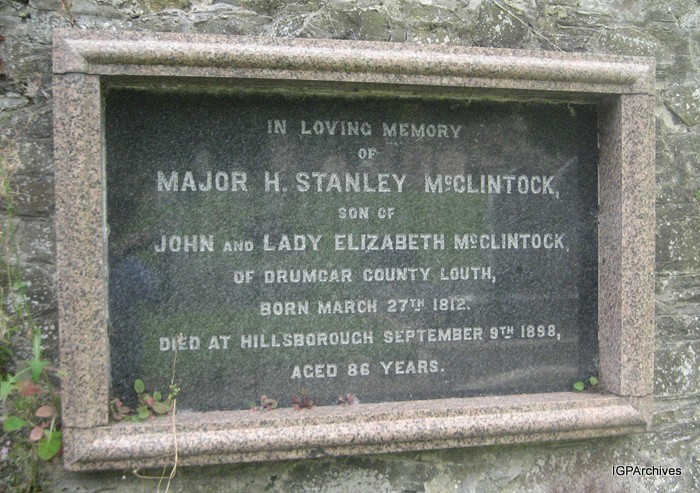 IN LOVING MEMORY
OF
MAJOR H. STANLEY McCLINTOCK,
SON OF
JOHN AND LADY ELIZABETH McCLINTOCK,
OF DRUMCAR COUNTY LOUTH,
BORN MARCH 27TH 1812.
DIED AT HILLSBOROUGH SEPTEMBER 9TH 1898,
AGED 86 YEARS.
IGPArchives